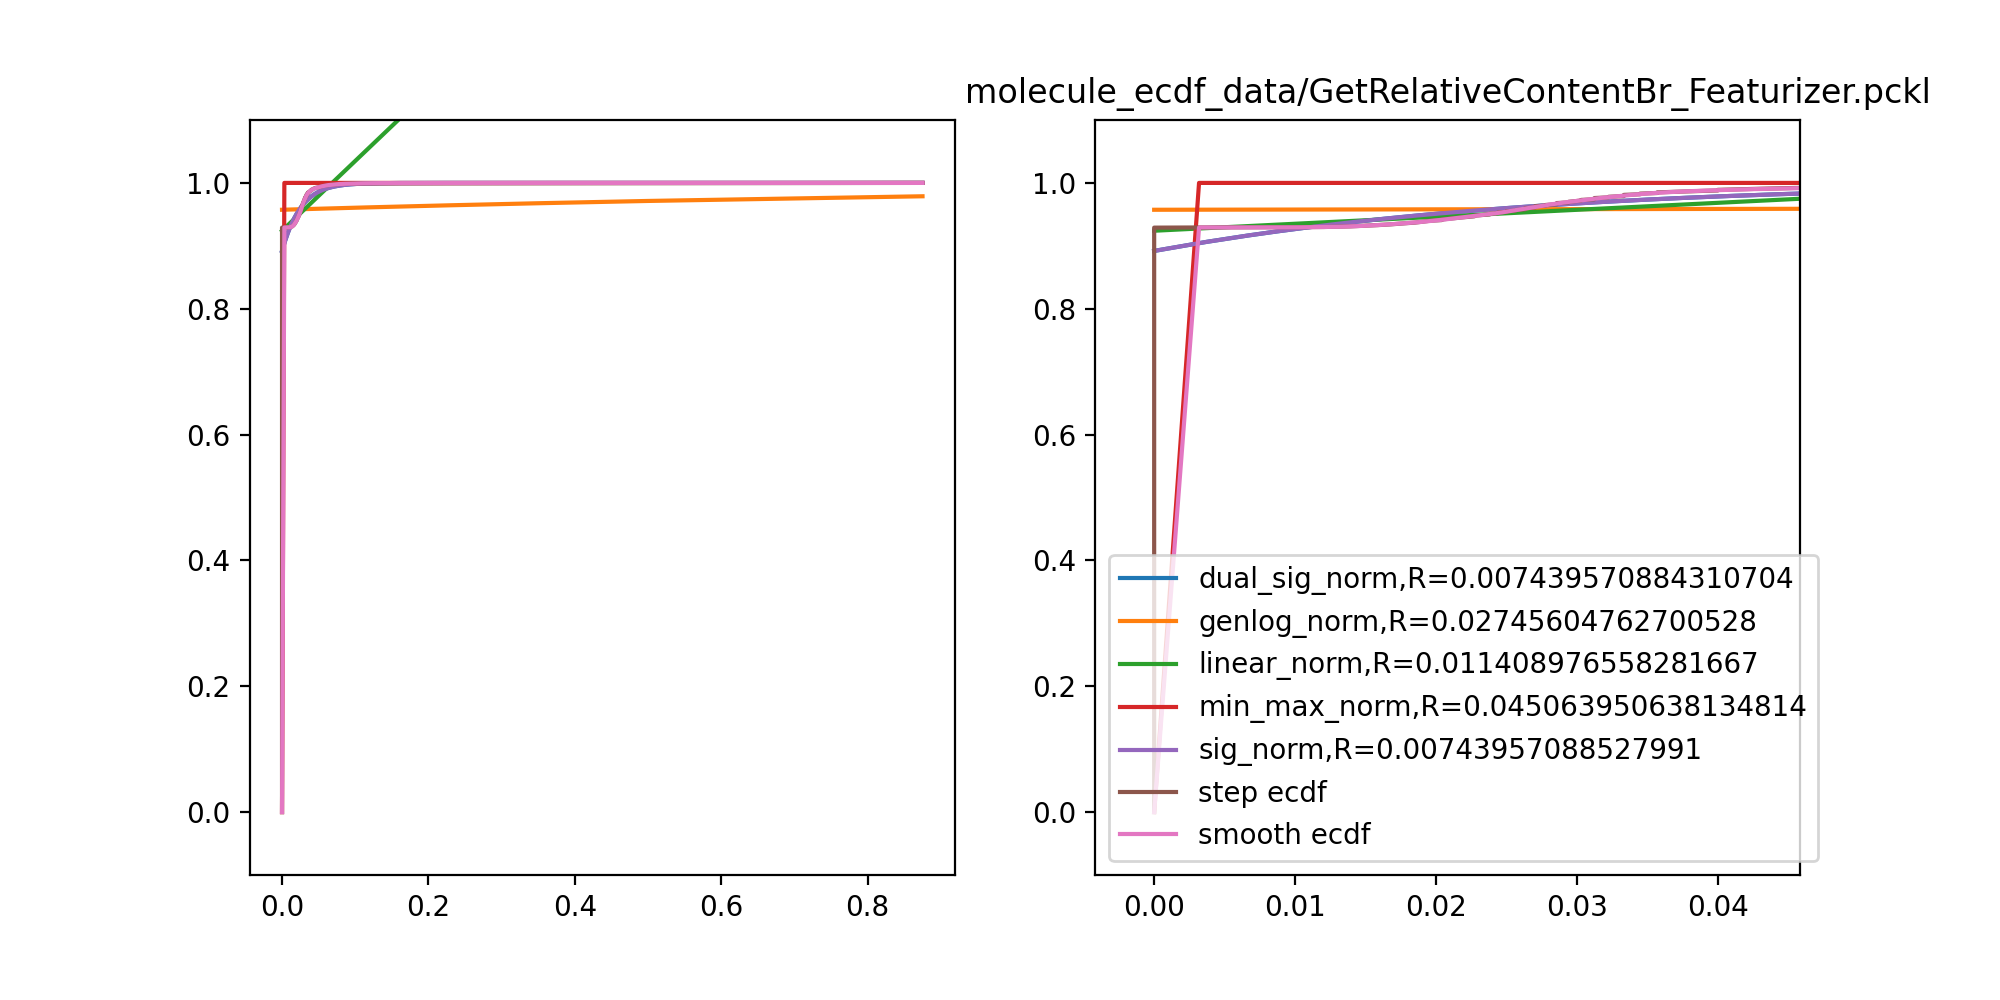 molecule_ecdf_data/GetRelativeContentBr_Featurizer.pckl
1.0
0.8
0.6
0.4
0.2
0.0
0.0 0.2 0.4 0.6 0.8
1.0
0.8
0.6
0.4
0.2
0.0
dual_sig_norm,R=0.007439570884310704
genlog_norm,R=0.02745604762700528
linear_norm,R=0.011408976558281667
min_max_norm,R=0.045063950638134814
sig_norm,R=0.00743957088527991
step ecdf
smooth ecdf
0.00 0.01 0.02 0.03 0.04